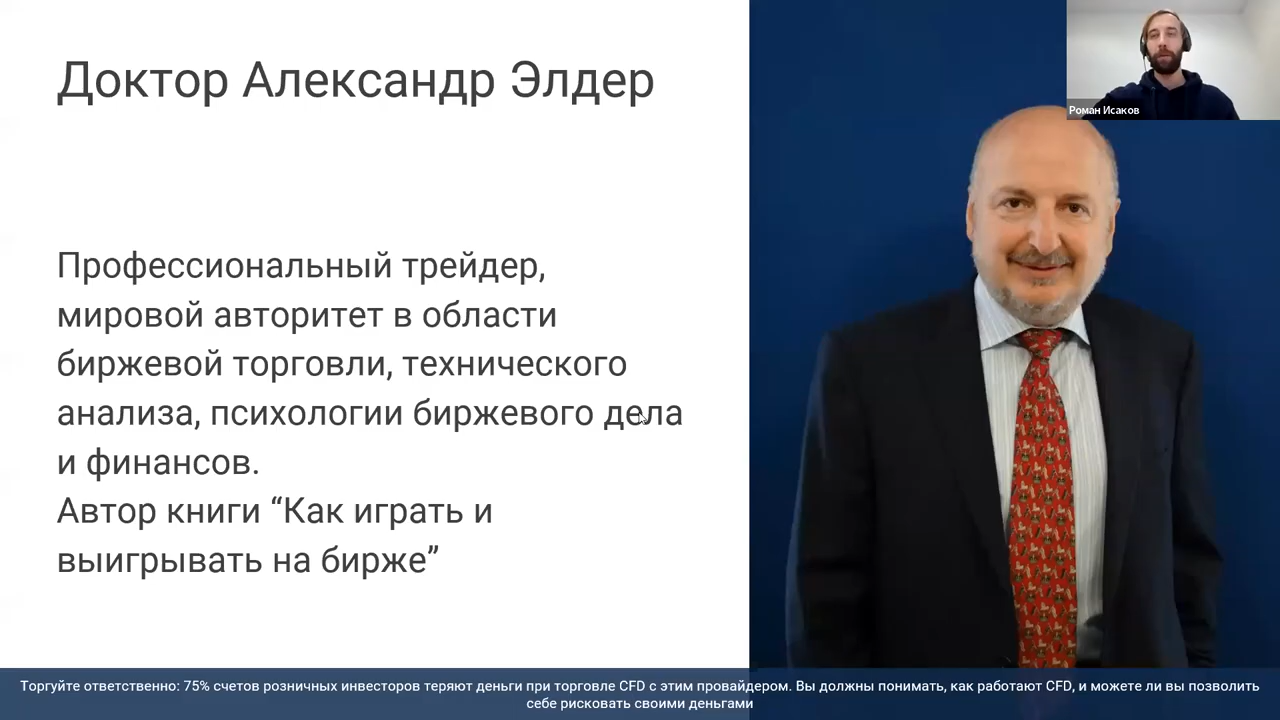 Доктор Александр Элдер
Роман Исаков
Профессиональный трейдер,
мировой авторитет в области
биржевой торговли, технического
анализа, психологии биржевого дела
и финансов.
Автор книги “Как играть и
выигрывать на бирже”
Торгуйте ответственно: 75% счетов розничных инвесторов теряют деньги при торговле CFD с этим провайдером. Вы должны понимать, как работают CFD, и можете ли вы позволить
себе рисковать своими деньгами